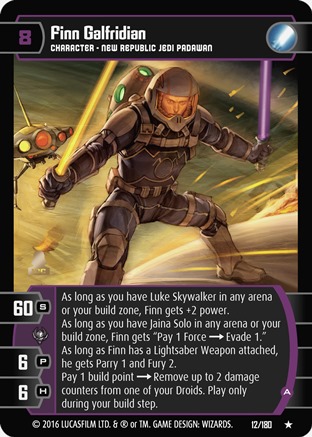 8
Finn Galfridian
CHARACTER - NEW REPUBLIC JEDI PADAWAN
60 S
6 P
6 H
As long as you have Luke Skywalker in any arena
or your build zone, Finn gets +2 power.
As long as you have Jaina Solo in any arena or your
build zone, Finn gets “Pay 1 Force → Evade 1.”
As long as Finn has a Lightsaber Weapon attached,
he gets Parry 1 and Fury 2.
Pay 1 build point → Remove up to 2 damage
counters from one of your Droids. Play only
during your build step.
A
© 2016 LUCASFILM LTD. & ® or TM. GAME DESIGN: WIZARDS.
12/180 ★